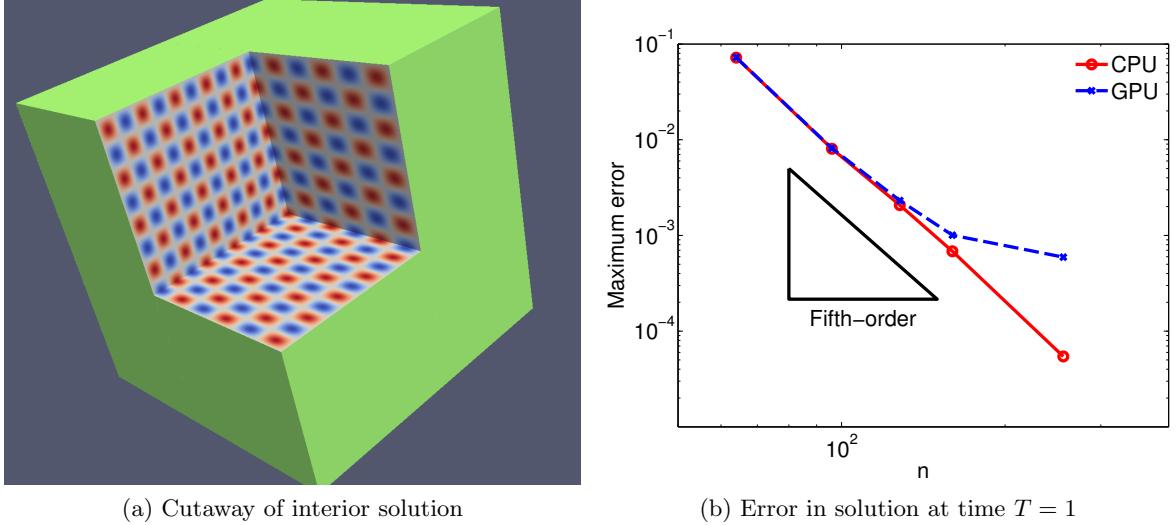 10^-1
10^-2
10^-3
10^-4
Maximum error
CPU
GPU
Fifth−order
10^2
n
(a) Cutaway of interior solution
(b) Error in solution at time T = 1